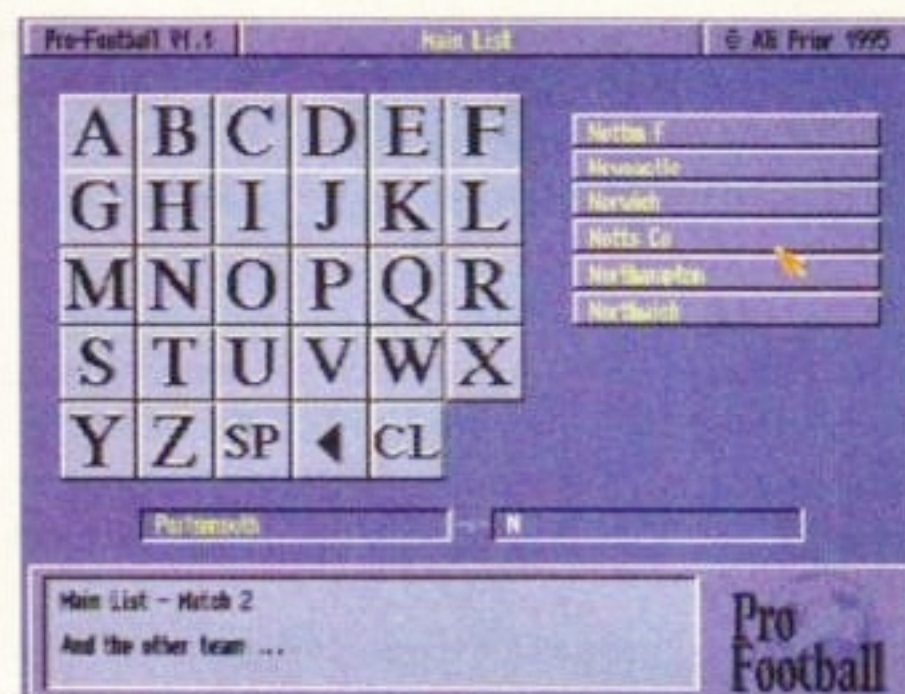 Pro-Football V1.1
Main List
© Ali Prior 1995
A B C D E F
G H I J K L
M N O P Q R
S T U V W X
Y Z SP ◀ CL
Nottm F
Newcastle
Norwich
Notts Co
Northampton
Northwich
Portsmouth
N
Main List - Match 2
And the other team ...
Pro
Football